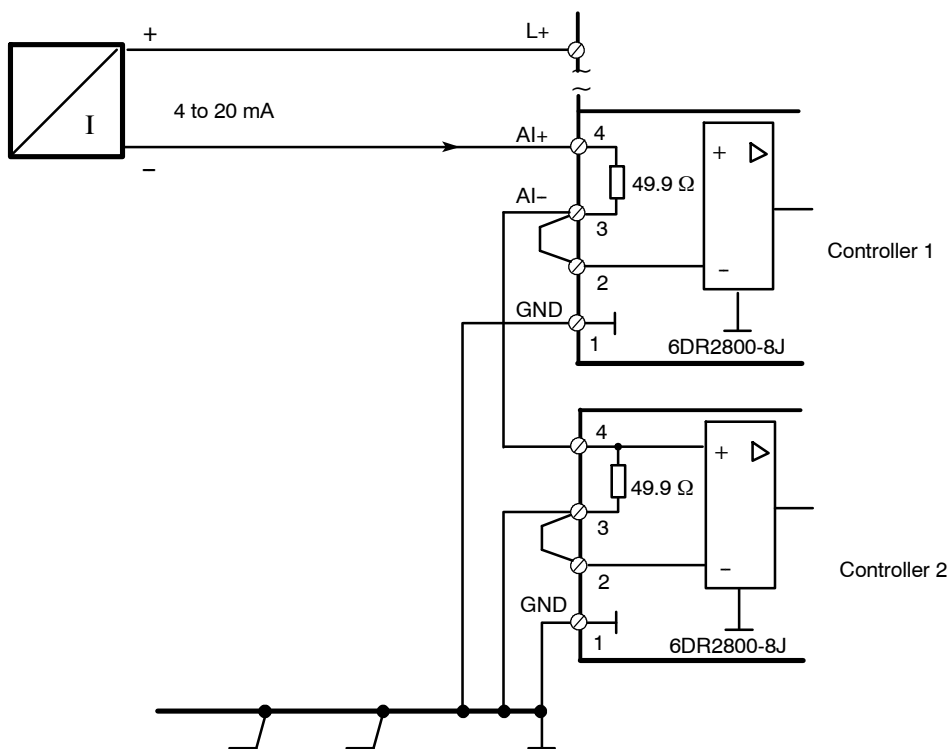 +
L+
4 to 20 mA
I
AI+
4
+
−
49.9 Ω
AI−
3
Controller 1
2
−
GND
1
6DR2800-8J
4
+
49.9 Ω
3
2
−
Controller 2
GND
1
6DR2800-8J